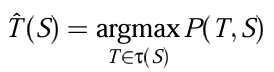 T̂(S) = argmax P(T, S)
T∈τ(S)